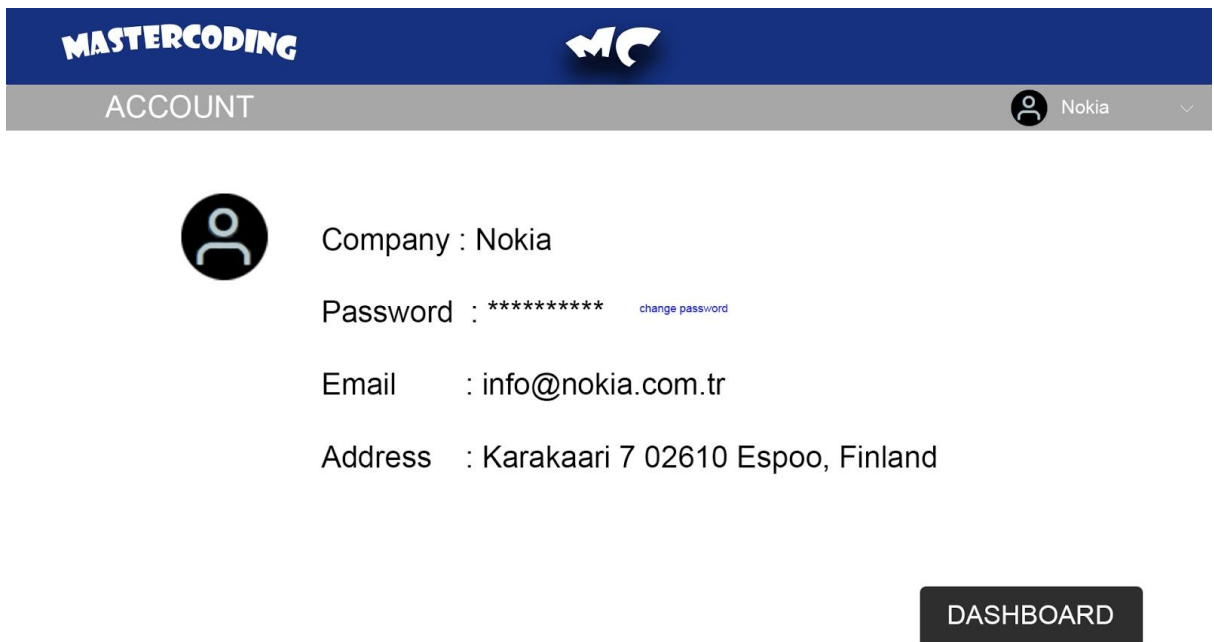 MASTERCODING
MC
ACCOUNT
Nokia
Company : Nokia
Password : ********** change password
Email : info@nokia.com.tr
Address : Karakaari 7 02610 Espoo, Finland
DASHBOARD